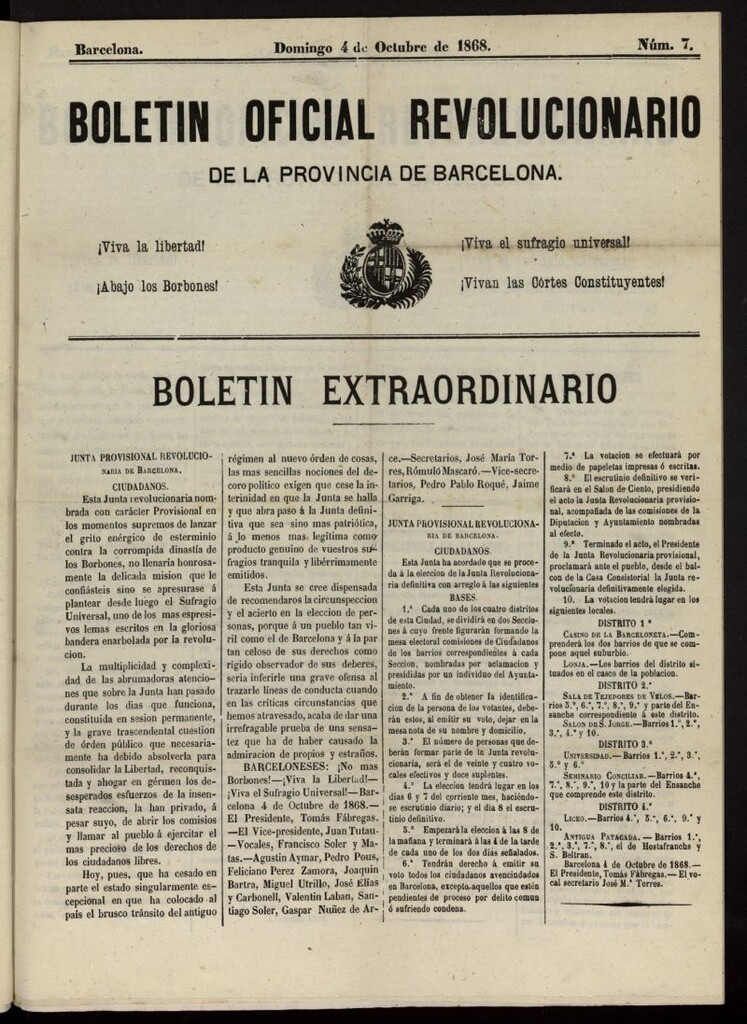 Barcelona. Domingo 4 de Octubre de 1868. Núm. 7.
BOLETIN OFICIAL REVOLUCIONARIO
DE LA PROVINCIA DE BARCELONA.
¡Viva la libertad!
¡Abajo los Borbones!
¡Viva el sufragio universal!
¡Vivan las Córtes Constituyentes!
BOLETIN EXTRAORDINARIO
JUNTA PROVISIONAL REVOLUCIO-
NARIA DE BARCELONA.
CIUDADANOS.
Esta Junta revolucionaria nom-
brada con carácter Provisional en
los momentos supremos de lanzar
el grito enérgico de esterminio
contra la corrompida dinastía de
los Borbones, no llenaría honrosa-
mente la delicada mision que le
confiásteis sino se apresurase á
plantear desde luego el Sufragio
Universal, uno de los mas espresi-
vos lemas escritos en la gloriosa
bandera enarbolada por la revolu-
cion.
La multiplicidad y complexi-
dad de las abrumadoras atencio-
nes que sobre la Junta han pasado
durante los dias que funciona,
constituida en sesion permanente,
y la grave trascendental cuestion
de órden público que necesaria-
mente ha debido absolverla para
consolidar la Libertad, reconquis-
tada y ahogar en gérmen los de-
sesperados esfuerzos de la insen-
sata reaccion, la han privado, á
pesar suyo, de abrir los comisios
y llamar al pueblo á ejercitar el
mas precioso de los derechos de
los ciudadanos libres.
Hoy, pues, que ha cesado en
parte el estado singularmente es-
cepcional en que ha colocado al
país el brusco tránsito del antiguo
régimen al nuevo órden de cosas,
las mas sencillas nociones del de-
coro político exigen que cese la in-
terinidad en que la Junta se halla
y que abra paso á la Junta defini-
tiva que sea sino mas patriótica,
á lo menos mas legítima como
producto genuino de vuestros su-
fragios tranquila y libérrimamente
emitidos.
Esta Junta se cree dispensada
de recomendaros la circunspeccion
y el acierto en la eleccion de per-
sonas, porque á un pueblo tan vi-
ril como el de Barcelona y á la par
tan celoso de sus derechos como
rígido observador de sus deberes,
seria inferirle una grave ofensa al
trazarle líneas de conducta cuando
en las críticas circunstancias que
hemos atravesado, acaba de dar una
irrefragable prueba de una sensa-
tez que ha de haber causado la
admiracion de propios y estraños.
BARCELONESES: ¡No mas
Borbones!—¡Viva la Libertad!—
¡Viva el Sufragio Universal!—Bar-
celona 4 de Octubre de 1868.—
El Presidente, Tomás Fábregas.
—El Vice-presidente, Juan Tutau-
—Vocales, Francisco Soler y Ma-
tas.—Agustin Aymar, Pedro Pous,
Feliciano Perez Zamora, Joaquin
Bartra, Miguel Utrillo, José Elías
y Carbonell, Valentin Laban, San-
tiago Soler, Gaspar Nuñez de Ar-
ce.—Secretarios, José María Tor-
res, Rómuló Mascaró.—Vice-secre-
tarios, Pedro Pablo Roqué, Jaime
Garriga.
JUNTA PROVISIONAL REVOLUCIONA-
RIA DE BARCELONA.
CIUDADANOS.
Esta Junta ha acordado que se proce-
da á la eleccion de la Junta Revoluciona-
ria definitiva con arreglo á las siguientes
BASES.
1.ª Cada uno de los cuatro distritos
de esta Ciudad, se dividirá en dos Seccio-
nes á cuyo frente figurarán formando la
mesa electoral comisiones de Ciudadanos
de los barrios correspondientes á cada
Seccion, nombradas por aclamacion y
presididas por un individuo del Ayunta-
miento.
2.ª A fin de obtener la identifica-
cion de la persona de los votantes, debe-
rán estos, al emitir su voto, dejar en la
mesa nota de su nombre y domicilio.
3.ª El número de personas que de-
berán formar parte de la Junta revolu-
cionaria, será el de veinte y cuatro vo-
cales efectivos y doce suplentes.
4.ª La eleccion tendrá lugar en los
dias 6 y 7 del corriente mes, haciéndo-
se escrutinio diario; y el dia 8 el escru-
tinio definitivo.
5.ª Empezará la eleccion á las 8 de
la mañana y terminará á las 4 de la tarde
de cada uno de los dos dias señalados.
6.ª Tendrán derecho á emitir su
voto todos los ciudadanos avencindados
en Barcelona, excepto aquellos que estén
pendientes de proceso por delito comun
ó sufriendo condena.
7.ª La votacion se efectuará por
medio de papeletas impresas ó escritas.
8.ª El escrutinio definitivo se veri-
ficará en el Salon de Ciento, presidiendo
el acto la Junta Revolucionaria provisio-
nal, acompañada de las comisiones de la
Diputacion y Ayuntamiento nombradas
al efecto.
9.ª Terminado el acto, el Presidente
de la Junta Revolucionaria provisional,
proclamará ante el pueblo, desde el bal-
con de la Casa Consistorial la Junta re-
volucionaria definitivamente elegida.
10. La votacion tendrá lugar en los
siguientes locales.
DISTRITO 1.º
CASINO DE LA BARCELONETA.—Com-
prenderá los dos barrios de que se com-
pone aquel suburbio.
LONJA.—Los barrios del distrito si-
tuados en el casco de la poblacion.
DISTRITO 2.º
SALA DE TEJEDORES DE VELOS.—Bar-
rios 5.º, 6.º, 7.º, 8.º, 9.º y parte del En-
sanche correspondiente á este distrito.
SALON DE S. JORGE.—Barrios 1.º, 2.º,
3.º, 4.º y 10.
DISTRITO 3.º
UNIVERSIDAD.—Barrios 1.º, 2.º, 3.º,
5.º y 6.º
SEMINARIO CONCILIAR.—Barrios 4.º,
7.º, 8.º, 9.º, 10 y la parte del Ensanche
que comprende este distrito.
DISTRITO 4.º
LICEO.—Barrios 4.º, 5.º, 6.º, 9.º y
10.
ANTIGUA PATACADA.—Barrios 1.º,
2.º, 3.º, 7.º, 8.º, el de Hostafranchs y
S. Beltran.
Barcelona 4 de Octubre de 1868.—
El Presidente, Tomás Fábregas.—El vo-
cal secretario José M.ª Torres.